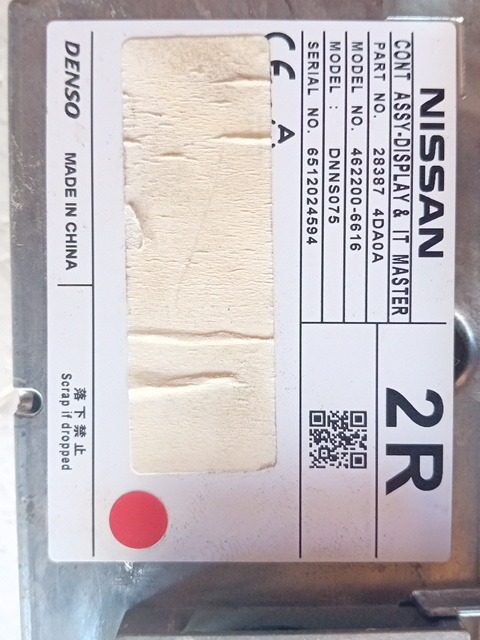 NISSAN
CONT ASSY-DISPLAY & IT MASTER
PART NO. 28387 4DA0A
MODEL NO. 462200-6616
MODEL : DNNS075
SERIAL NO. 6512024594
2R
CE
A
DENSO MADE IN CHINA
落下禁止
Scrap if dropped